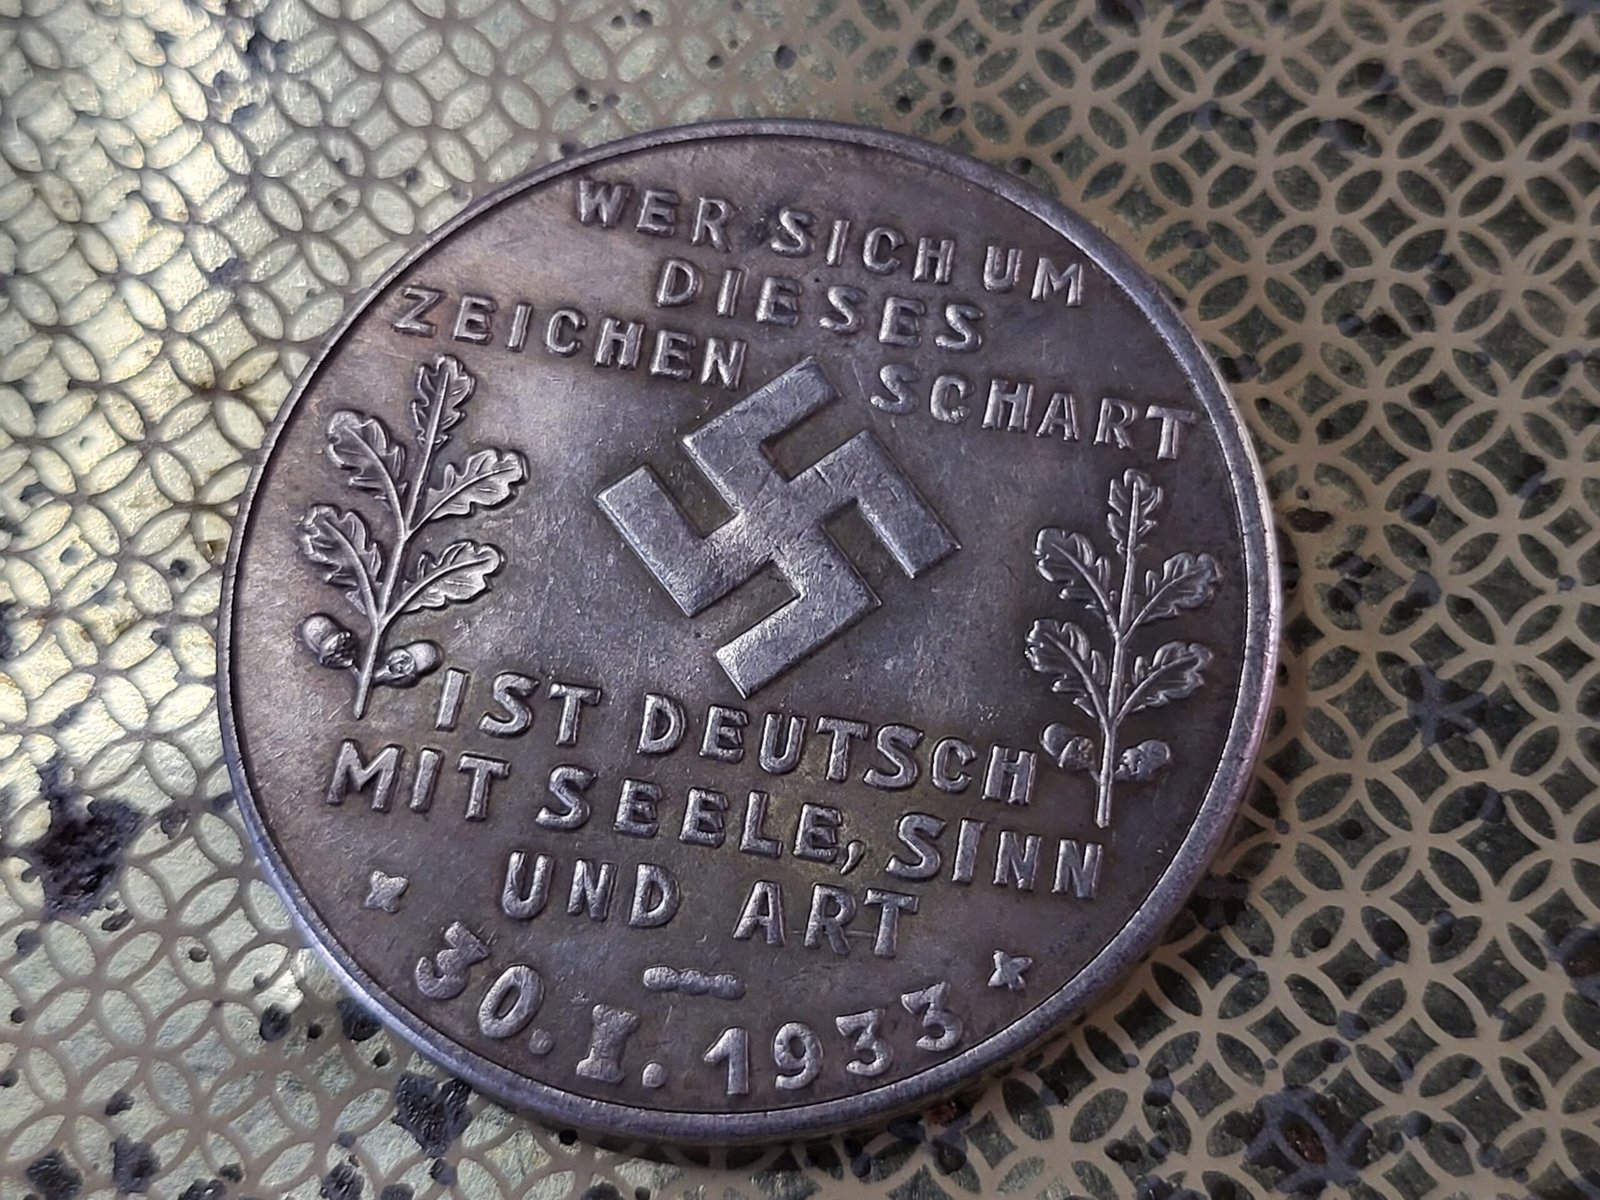 WER SICH UM
DIESES
ZEICHEN SCHART
IST DEUTSCH
MIT SEELE, SINN
UND ART
30. I. 1933